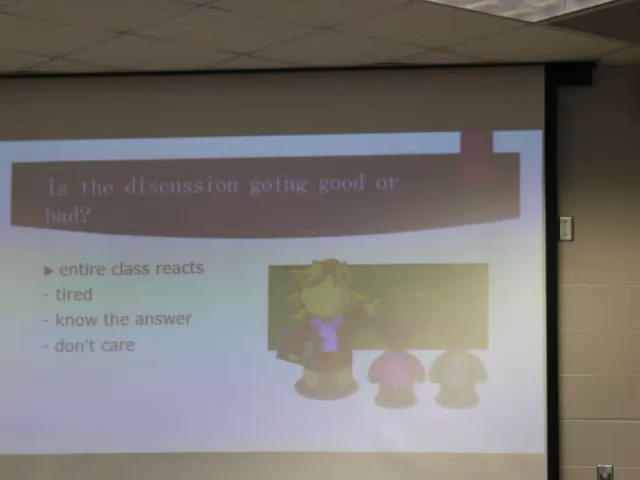 Is the discussion going good or
bad?
▶ entire class reacts
- tired
- know the answer
- don't care